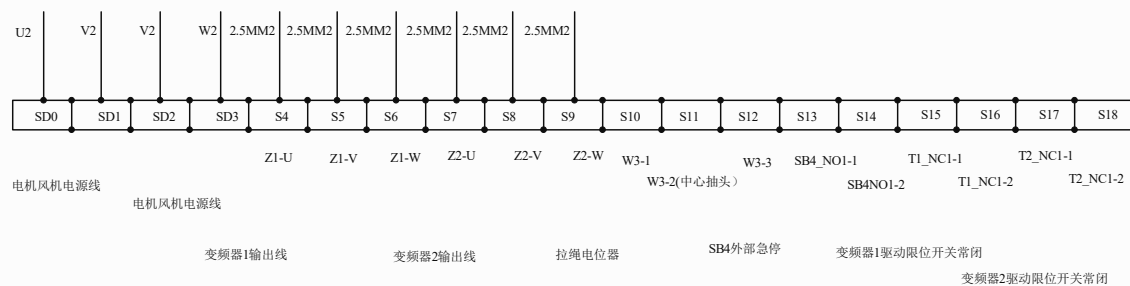 U2 V2 V2 W2 2.5MM2 2.5MM2 2.5MM2 2.5MM2 2.5MM2 2.5MM2
SD0 SD1 SD2 SD3 S4 S5 S6 S7 S8 S9 S10 S11 S12 S13 S14 S15 S16 S17 S18
Z1-U Z1-V Z1-W Z2-U Z2-V Z2-W W3-1 W3-3 SB4_NO1-1 T1_NC1-1 T2_NC1-1
电机风机电源线 W3-2(中心抽头） SB4NO1-2 T1_NC1-2 T2_NC1-2
电机风机电源线
变频器1输出线 变频器2输出线 拉绳电位器 SB4外部急停 变频器1驱动限位开关常闭
变频器2驱动限位开关常闭